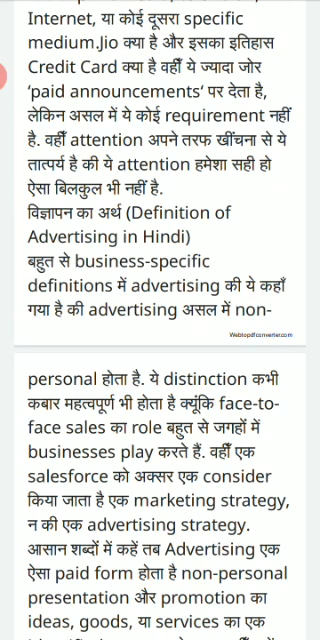 Internet, या कोई दूसरा specific
medium.Jio क्या है और इसका इतिहास
Credit Card क्या है वहीँ ये ज्यादा जोर
‘paid announcements‘ पर देता है,
लेकिन असल में ये कोई requirement नहीं
है. वहीँ attention अपने तरफ खींचना से ये
तात्पर्य है की ये attention हमेशा सही हो
ऐसा बिलकुल भी नहीं है.
विज्ञापन का अर्थ (Definition of
Advertising in Hindi)
बहुत से business-specific
definitions में advertising की ये कहाँ
गया है की advertising असल में non-
Webtopdfconverter.com
personal होता है. ये distinction कभी
कबार महत्वपूर्ण भी होता है क्यूंकि face-to-
face sales का role बहुत से जगहों में
businesses play करते हैं. वहीँ एक
salesforce को अक्सर एक consider
किया जाता है एक marketing strategy,
न की एक advertising strategy.
आसान शब्दों में कहें तब Advertising एक
ऐसा paid form होता है non-personal
presentation और promotion का
ideas, goods, या services का एक